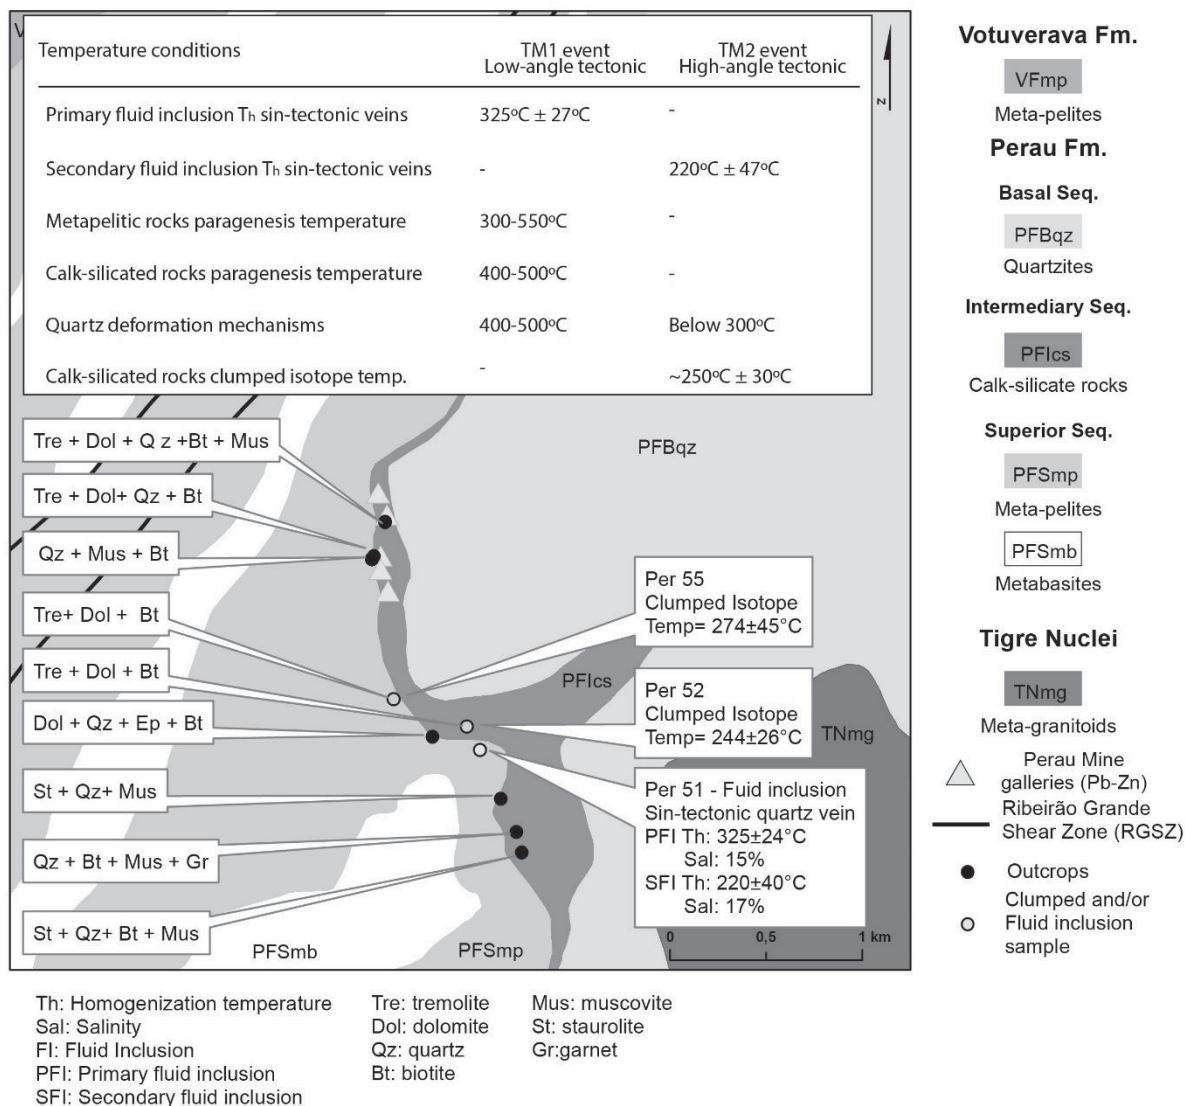 V
Temperature conditions
TM1 event
Low-angle tectonic
TM2 event
High-angle tectonic
Primary fluid inclusion Th sin-tectonic veins 325ºC ± 27ºC -
Secondary fluid inclusion Th sin-tectonic veins - 220ºC ± 47ºC
Metapelitic rocks paragenesis temperature 300-550ºC -
Calk-silicated rocks paragenesis temperature 400-500ºC -
Quartz deformation mechanisms 400-500ºC Below 300ºC
Calk-silicated rocks clumped isotope temp. - ~250ºC ± 30ºC
z
Tre + Dol + Q z +Bt + Mus
Tre + Dol+ Qz + Bt
Qz + Mus + Bt
Tre+ Dol + Bt
Tre + Dol + Bt
Dol + Qz + Ep + Bt
St + Qz+ Mus
Qz + Bt + Mus + Gr
St + Qz+ Bt + Mus
PFBqz
Per 55
Clumped Isotope
Temp= 274±45°C
PFIcs
Per 52
Clumped Isotope
Temp= 244±26°C
TNmg
Per 51 - Fuid inclusion
Sin-tectonic quartz vein
PFI Th: 325±24°C
Sal: 15%
SFI Th: 220±40°C
Sal: 17%
PFSmb
PFSmp
0 0,5 1 km
Votuverava Fm.
VFmp
Meta-pelites
Perau Fm.
Basal Seq.
PFBqz
Quartzites
Intermediary Seq.
PFIcs
Calk-silicate rocks
Superior Seq.
PFSmp
Meta-pelites
PFSmb
Metabasites
Tigre Nuclei
TNmg
Meta-granitoids
Perau Mine
galleries (Pb-Zn)
Ribeirão Grande
Shear Zone (RGSZ)
Outcrops
Clumped and/or
Fluid inclusion
sample
Th: Homogenization temperature
Sal: Salinity
FI: Fluid Inclusion
PFI: Primary fluid inclusion
SFI: Secondary fluid inclusion
Tre: tremolite
Dol: dolomite
Qz: quartz
Bt: biotite
Mus: muscovite
St: staurolite
Gr:garnet